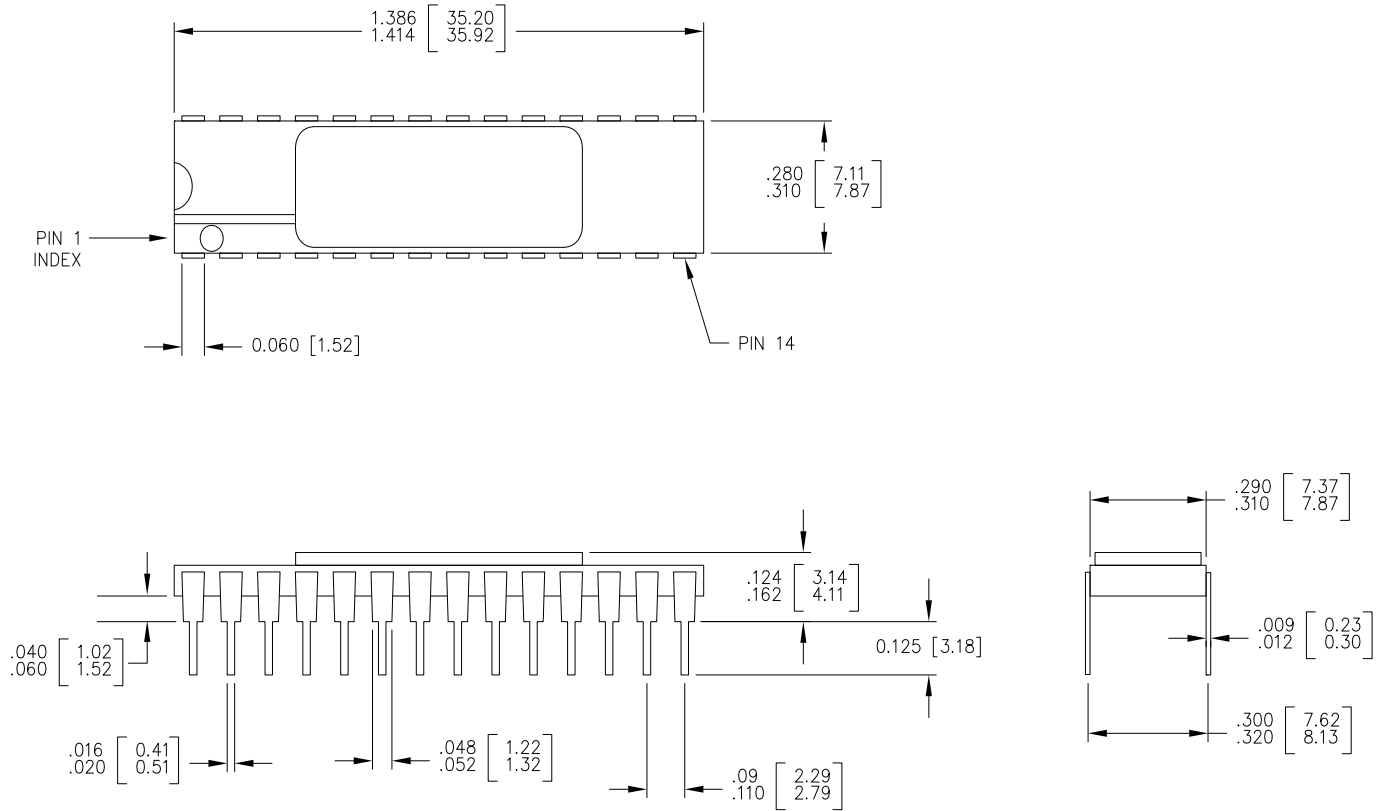 1.386 [ 35.20
1.414 [ 35.92 ]
.280 [ 7.11
.310 [ 7.87 ]
PIN 1
INDEX
0.060 [1.52]
PIN 14
.290 [ 7.37
.310 [ 7.87 ]
.124 [ 3.14
.162 [ 4.11 ]
.040 [ 1.02
.060 [ 1.52 ]
0.125 [3.18]
.009 [ 0.23
.012 [ 0.30 ]
.016 [ 0.41
.020 [ 0.51 ]
.048 [ 1.22
.052 [ 1.32 ]
.09 [ 2.29
.110 [ 2.79 ]
.300 [ 7.62
.320 [ 8.13 ]